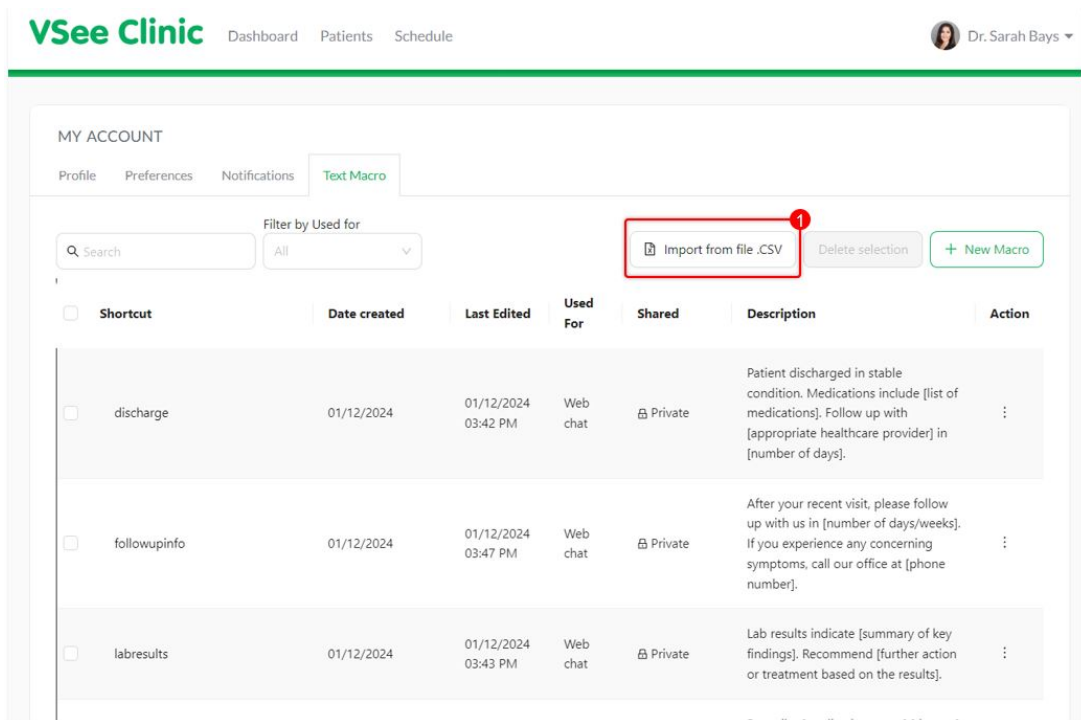 VSee Clinic Dashboard Patients Schedule Dr. Sarah Bays
MY ACCOUNT
Profile Preferences Notifications Text Macro
Filter by Used for
1
Search All Import from file .CSV Delete selection + New Macro
Shortcut Date created Last Edited Used For Shared Description Action
discharge 01/12/2024 01/12/2024 03:42 PM Web chat Private
Patient discharged in stable
condition. Medications include [list of
medications]. Follow up with
[appropriate healthcare provider] in
[number of days].
followupinfo 01/12/2024 01/12/2024 03:47 PM Web chat Private
After your recent visit, please follow
up with us in [number of days/weeks].
If you experience any concerning
symptoms, call our office at [phone
number].
labresults 01/12/2024 01/12/2024 03:43 PM Web chat Private
Lab results indicate [summary of key
findings]. Recommend [further action
or treatment based on the results].